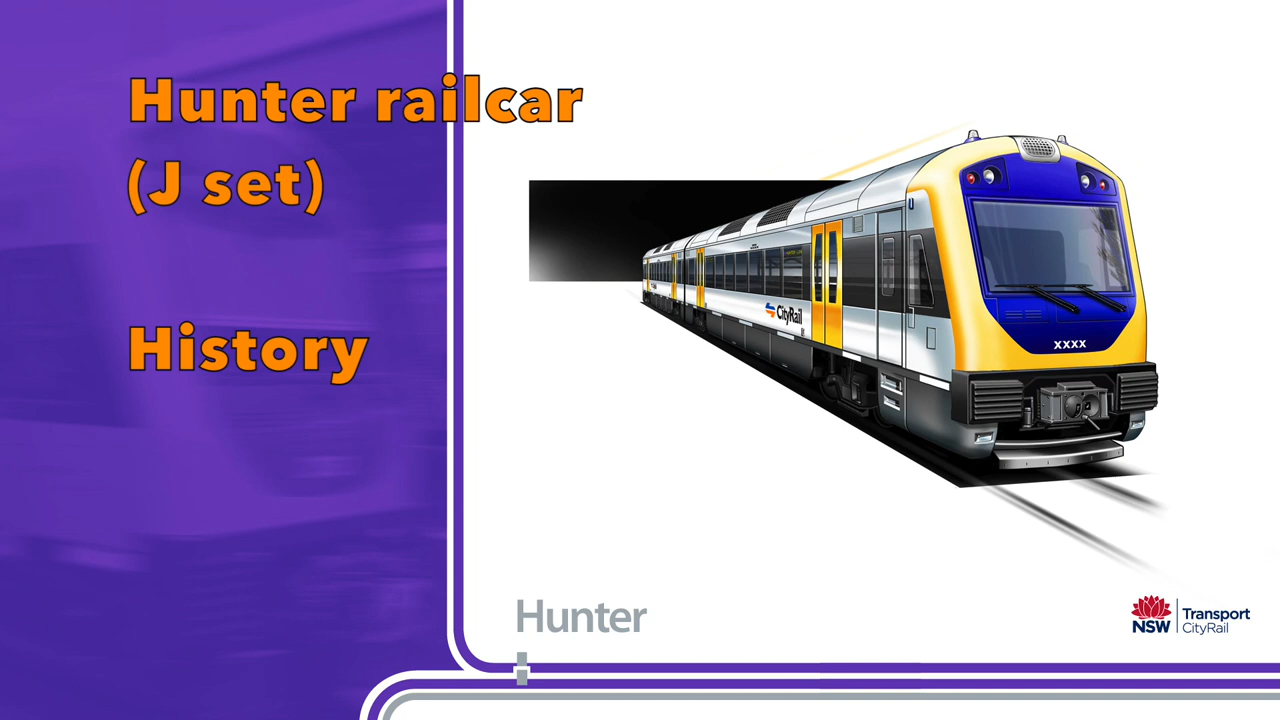 Hunter railcar
(J set)
History
CityRail
xxxx
Hunter
NSW
Transport
CityRail